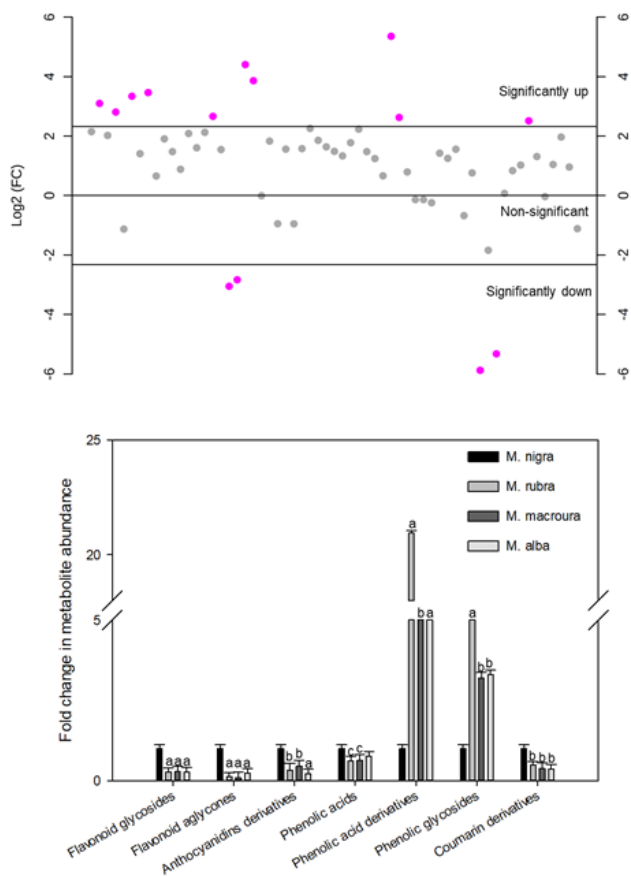 6 6
4 4
Significantly up
2 2
Log2 (FC)
0 0
Non-significant
-2 -2
Significantly down
-4 -4
-6 -6
25
M. nigra
M. rubra
M. macroura
M. alba
Fold change in metabolite abundance
20
5
0
a
b a
a
b b
a a a
a a a
b b a
c c
b b b
Flavonoid glycosides
Flavonoid aglycones
Anthocyanidins derivatives
Phenolic acids
Phenolic acid derivatives
Phenolic glycosides
Coumarin derivatives